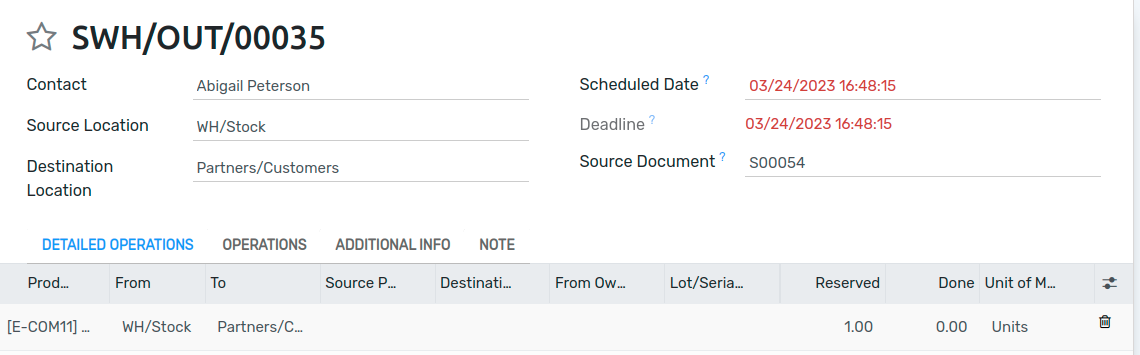 SWH/OUT/00035
Contact Abigail Peterson Scheduled Date ? 03/24/2023 16:48:15
Source Location WH/Stock Deadline ? 03/24/2023 16:48:15
Destination Location Partners/Customers Source Document ? S00054
DETAILED OPERATIONS OPERATIONS ADDITIONAL INFO NOTE
Prod... From To Source P... Destinati... From Ow... Lot/Seria... Reserved Done Unit of M...
[E-COM11] ... WH/Stock Partners/C... 1.00 0.00 Units